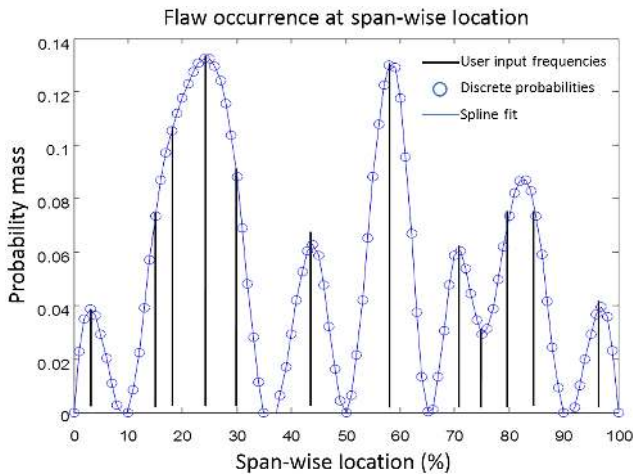 Flaw occurrence at span-wise location
0.14
0.12
0.10
0.08
0.06
0.04
0.02
0
Probability mass
User input frequencies
Discrete probabilities
Spline fit
0 10 20 30 40 50 60 70 80 90 100
Span-wise location (%)